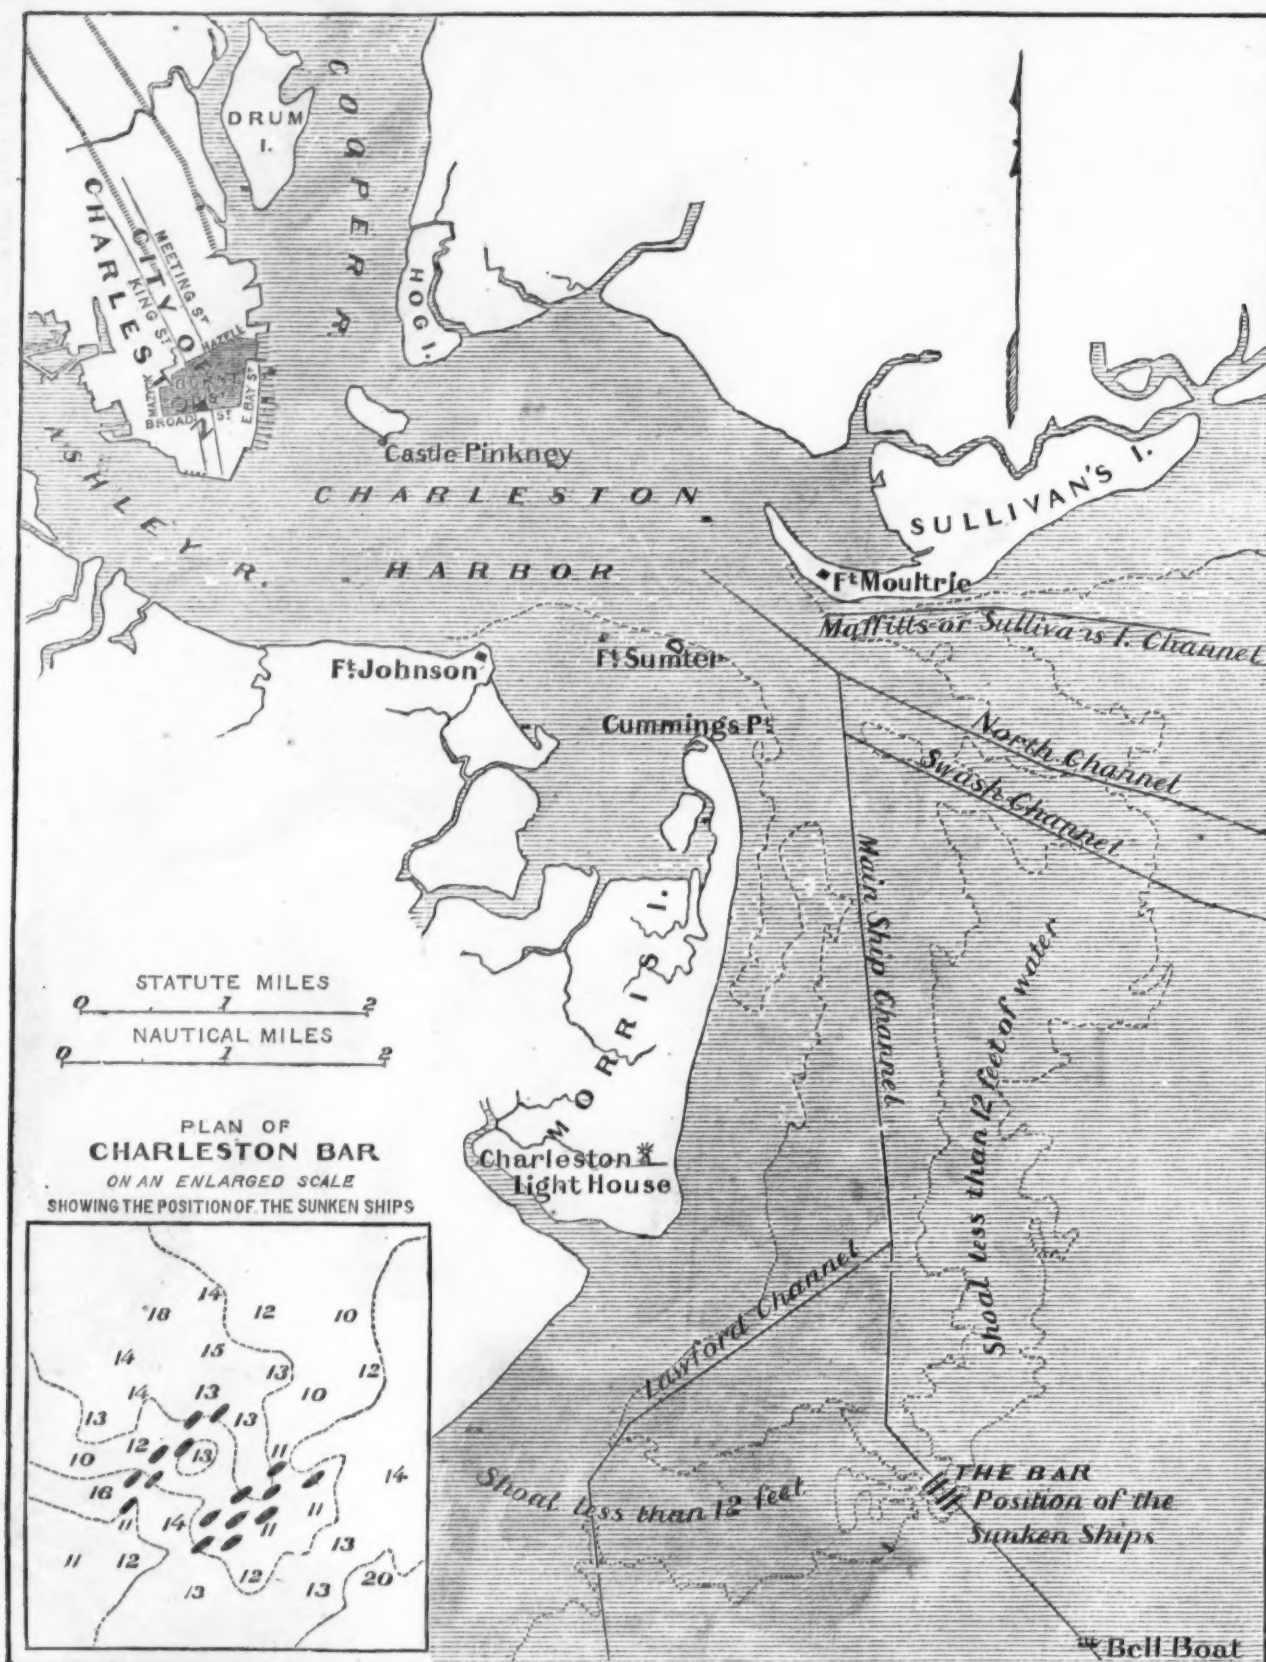 COOPER R.
DRUM
I.
CITY OF
CHARLEST
MEETING ST
KING ST
HAZELL
BURNT
MAZYCK
BROAD ST
E. BAY ST
HOG I.
ASHLEY R.
Castle Pinkney
CHARLESTON
HARBOR
SULLIVAN'S I.
Ft Moultrie
Maffitts or Sullivans I. Channel
Ft. Johnson
Ft Sumter
Cummings Pt
North Channel
Swash Channel
Main Ship Channel
MORRIS I.
Shoal less than 12 feet of water
STATUTE MILES
0 1 2
NAUTICAL MILES
0 1 2
Charleston
Light House
PLAN OF
CHARLESTON BAR
ON AN ENLARGED SCALE
SHOWING THE POSITION OF THE SUNKEN SHIPS
14
18 12 10
14 15 13 12
14 13 10
13 13
12 13 11
10 14
16
11 14 11 11
11 12 13
13 12 13 20
Lawford Channel
Shoal less than 12 feet
THE BAR
Position of the
Sunken Ships
Bell Boat